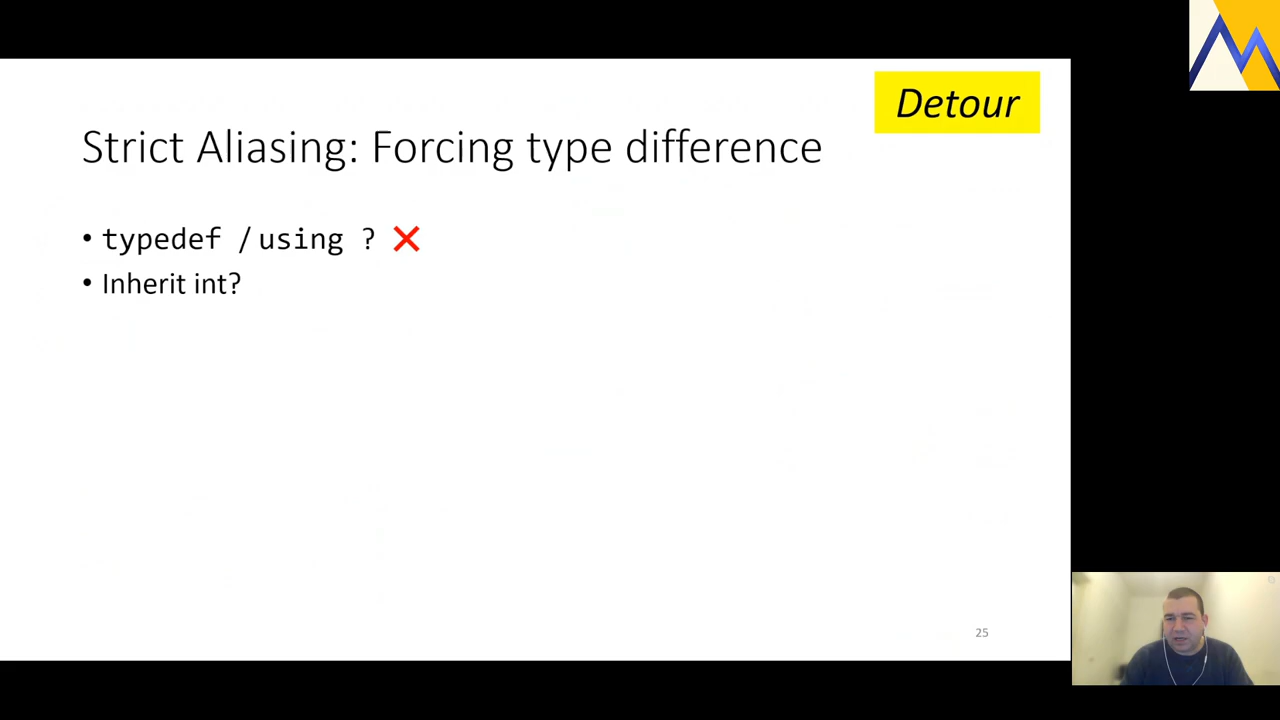 Detour
Strict Aliasing: Forcing type difference
• typedef / using ? ❌
• Inherit int?
25